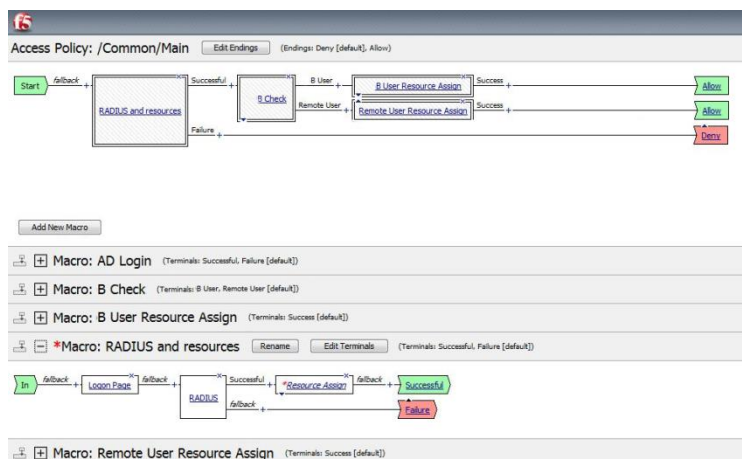 f5
Access Policy: /Common/Main Edit Endings (Endings: Deny [default], Allow)
Start fallback + RADIUS and resources Successful + B Check B User + B User Resource Assign Success + Allow
Remote User + Remote User Resource Assign Success + Allow
Failure + Deny
Add New Macro
Macro: AD Login (Terminals: Successful, Failure [default])
Macro: B Check (Terminals: B User, Remote User [default])
Macro: B User Resource Assign (Terminals: Success [default])
*Macro: RADIUS and resources Rename Edit Terminals (Terminals: Successful, Failure [default])
In fallback + Logon Page fallback + RADIUS Successful + *Resource Assign fallback + Successful
fallback + Failure
Macro: Remote User Resource Assign (Terminals: Success [default])